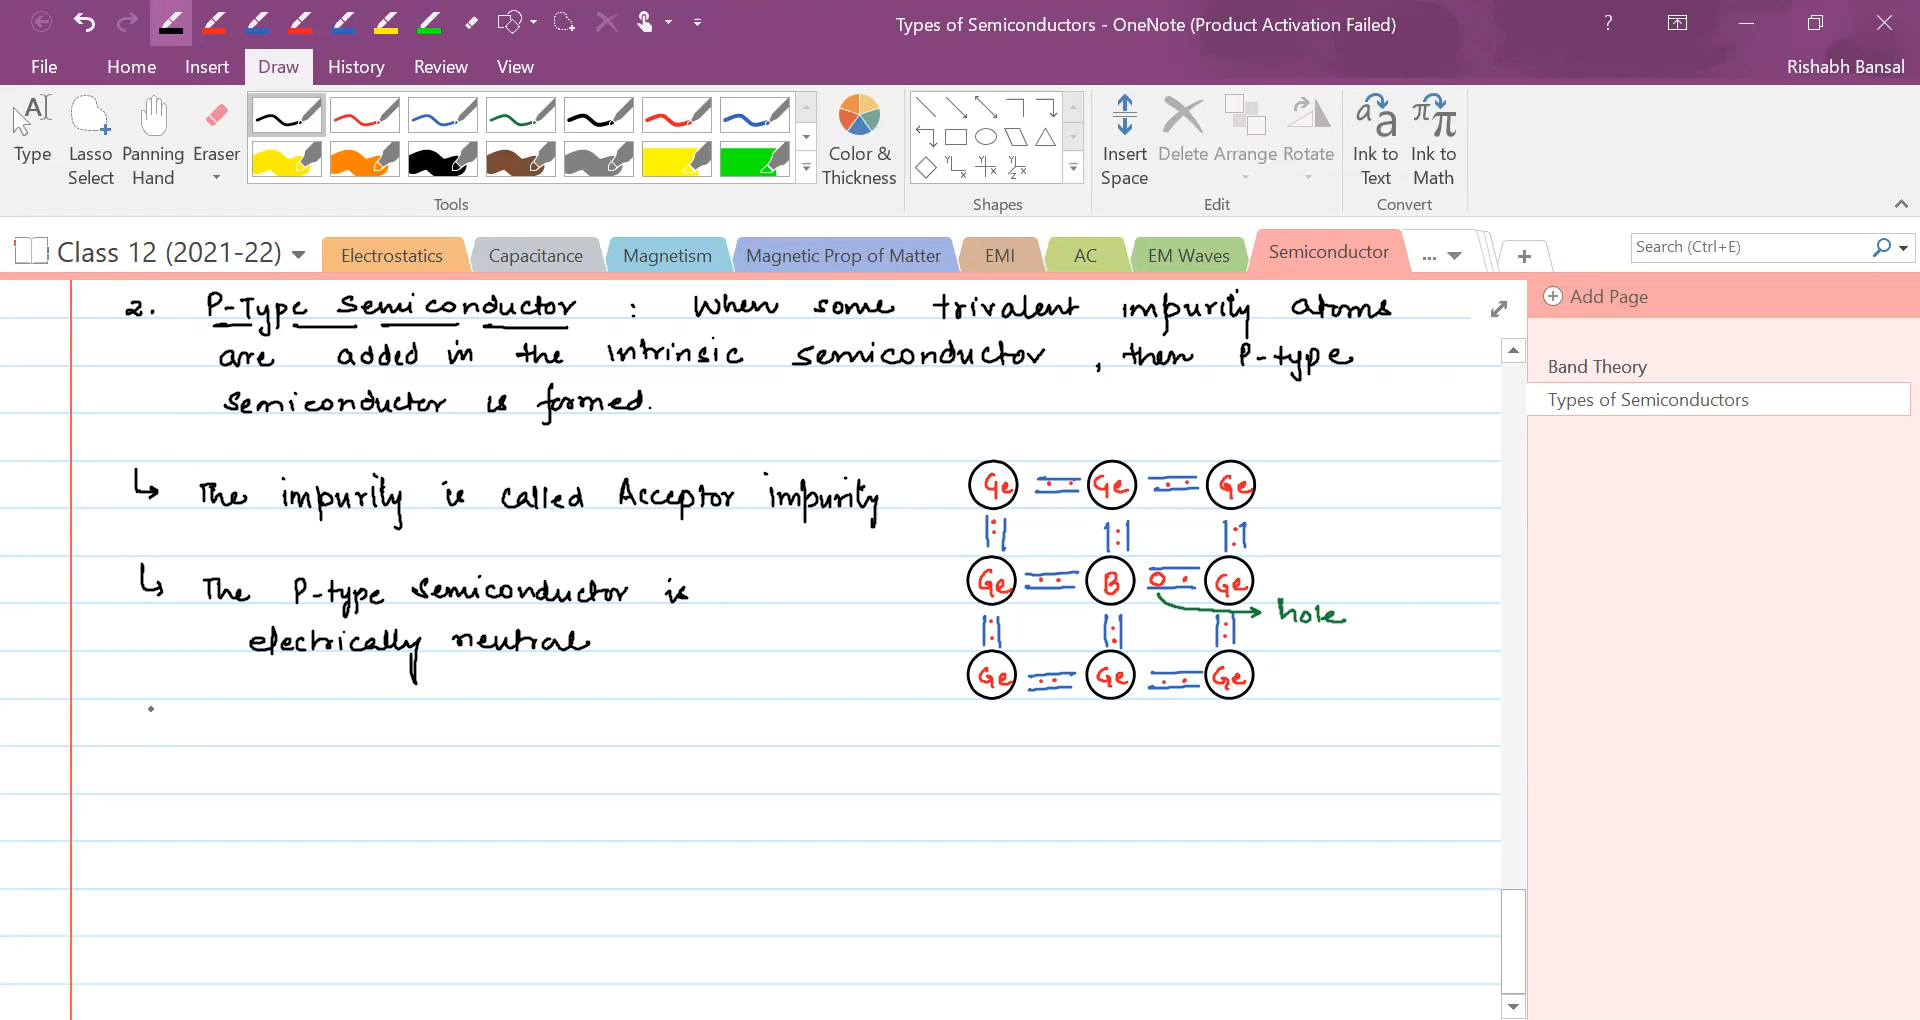 Types of Semiconductors - OneNote (Product Activation Failed)
?
File Home Insert Draw History Review View
Rishabh Bansal
Type
Lasso Select
Panning Hand
Eraser
Color & Thickness
Insert Space
Delete
Arrange
Rotate
Ink to Text
Ink to Math
Tools
Shapes
Edit
Convert
Class 12 (2021-22)
Electrostatics
Capacitance
Magnetism
Magnetic Prop of Matter
EMI
AC
EM Waves
Semiconductor
...
Search (Ctrl+E)
Add Page
Band Theory
Types of Semiconductors
2. P-Type Semiconductor : When some trivalent impurity atoms
are added in the intrinsic semiconductor, then P-type
semiconductor is formed.
↳ The impurity is called Acceptor impurity
↳ The P-type semiconductor is
electrically neutral
Ge Ge Ge
Ge B Ge
hole
Ge Ge Ge